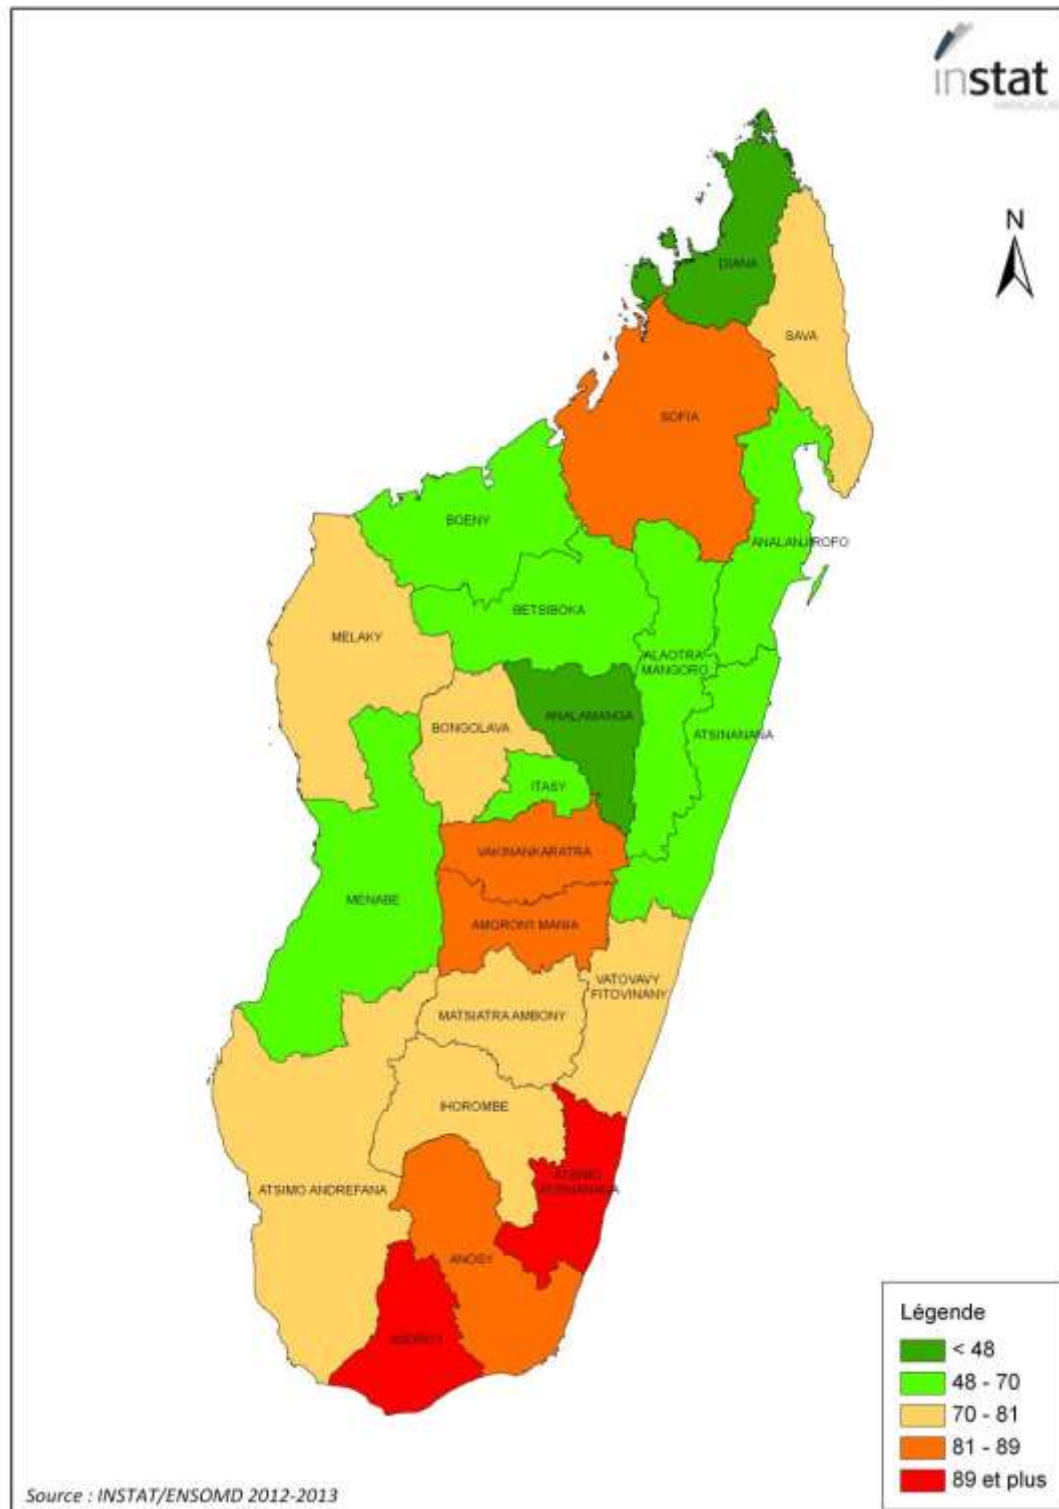 instat
N
DIANA
SAVA
SOFIA
BOENY
ANALANJIROFO
BETSIBOKA
MELAKY
ALAOTRA
MANGORO
ANALAMANGA
BONGOLAVA
ATSINANANA
ITASY
VAKINANKARATRA
MENABE
AMORON'I MANIA
VATOVAVY
FITOVINANY
MATSIATRA AMBONY
IHOROMBE
ATSIMO
ATSIMO ANDREFANA
ANOSY
Légende
< 48
48 - 70
70 - 81
81 - 89
89 et plus
Source : INSTAT/ENSOMD 2012-2013